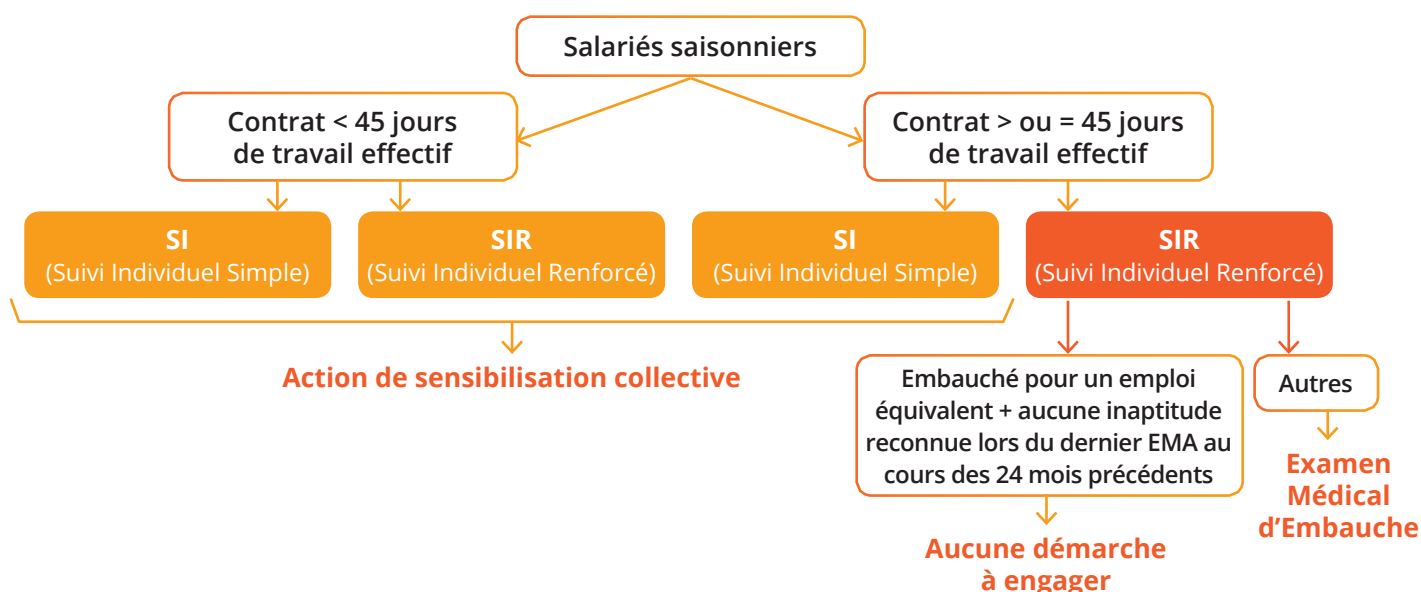 Salariés saisonniers
Contrat < 45 jours
de travail effectif
Contrat > ou = 45 jours
de travail effectif
SI
(Suivi Individuel Simple)
SIR
(Suivi Individuel Renforcé)
SI
(Suivi Individuel Simple)
SIR
(Suivi Individuel Renforcé)
Action de sensibilisation collective
Embauché pour un emploi
équivalent + aucune inaptitude
reconnue lors du dernier EMA au
cours des 24 mois précédents
Autres
Aucune démarche
à engager
Examen
Médical
d’Embauche